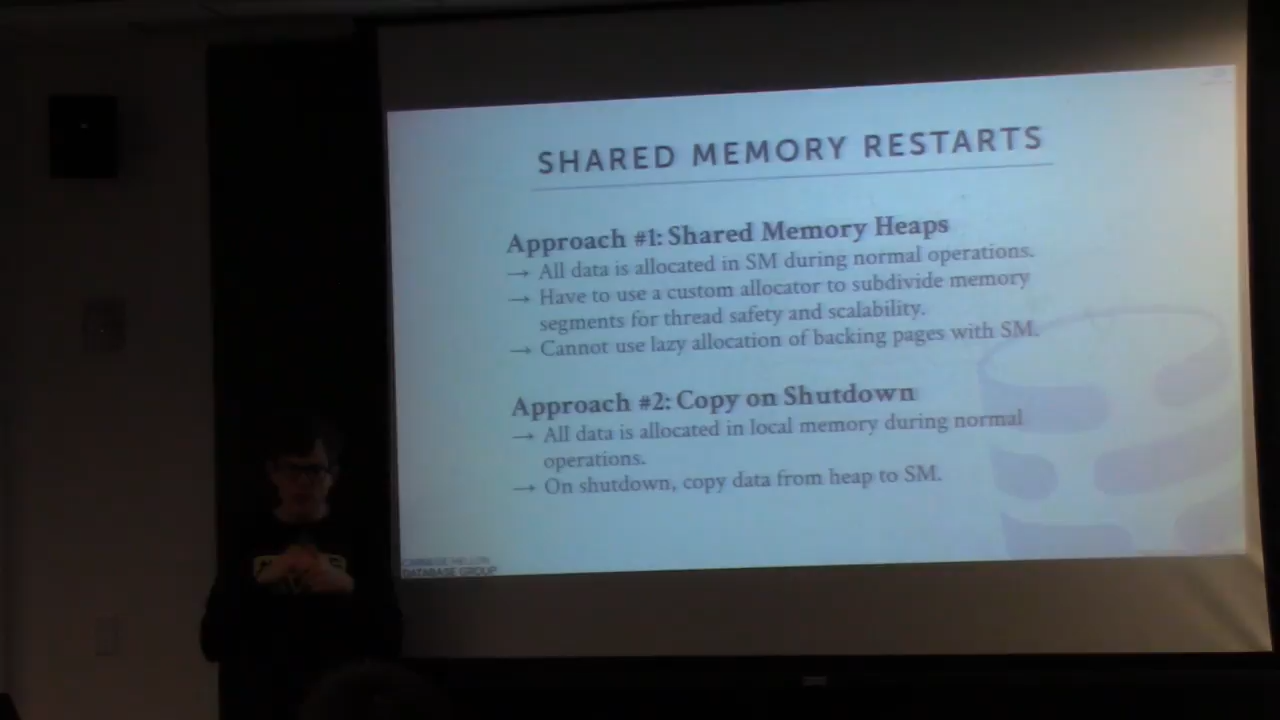 SHARED MEMORY RESTARTS
Approach #1: Shared Memory Heaps
→ All data is allocated in SM during normal operations.
→ Have to use a custom allocator to subdivide memory
segments for thread safety and scalability.
→ Cannot use lazy allocation of backing pages with SM.
Approach #2: Copy on Shutdown
→ All data is allocated in local memory during normal
operations.
→ On shutdown, copy data from heap to SM.
CARNEGIE MELLON
DATABASE GROUP